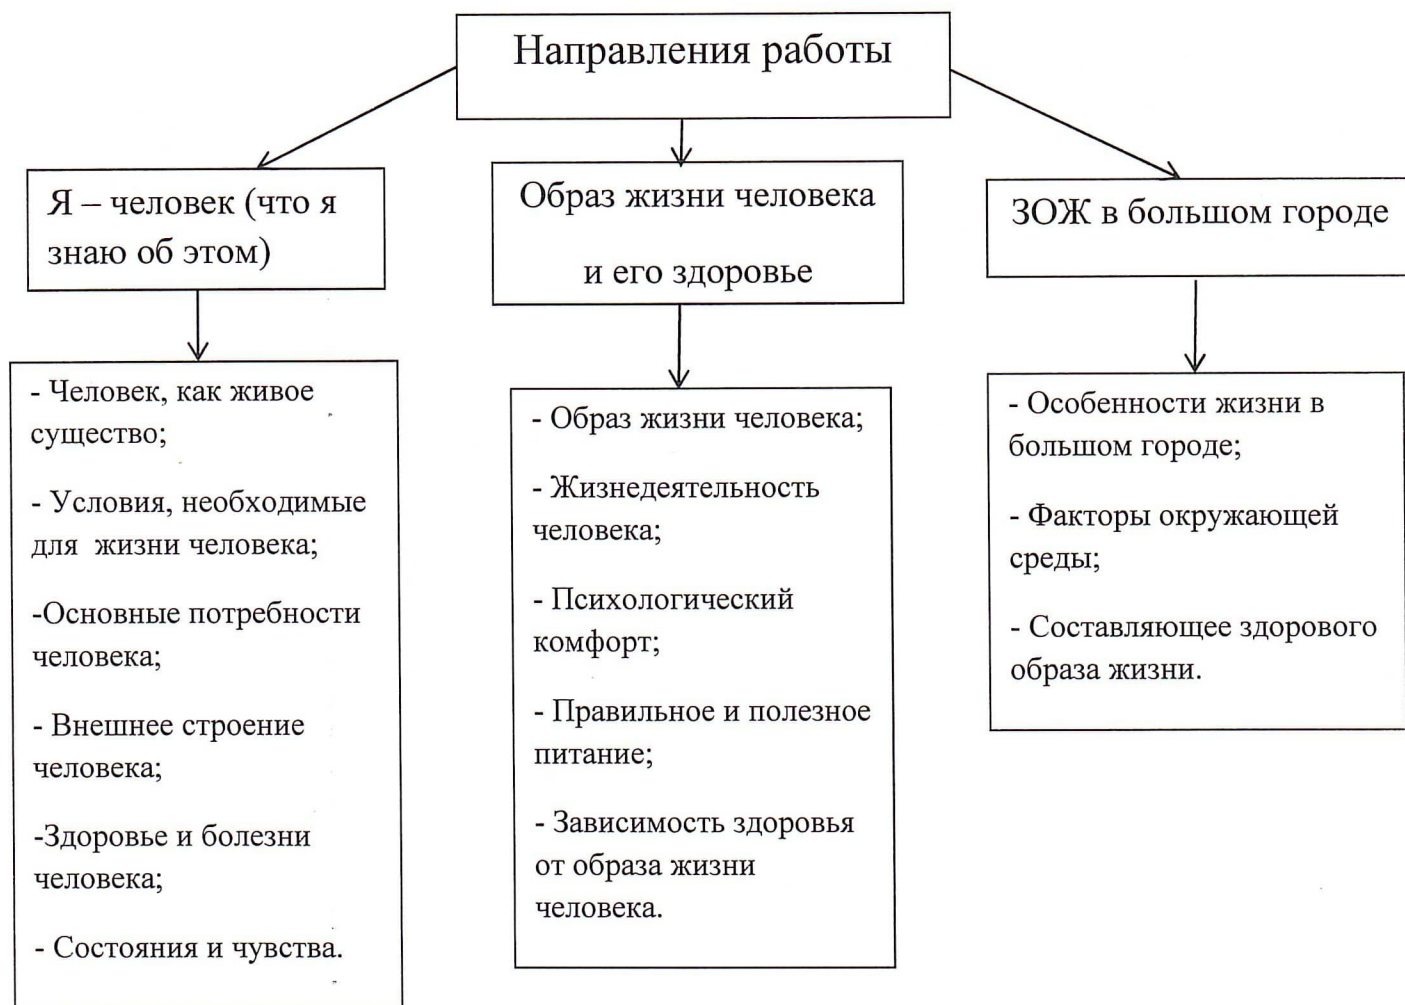 Направления работы
Я – человек (что я
знаю об этом)
Образ жизни человека
и его здоровье
ЗОЖ в большом городе
- Человек, как живое
существо;
- Условия, необходимые
для жизни человека;
-Основные потребности
человека;
- Внешнее строение
человека;
-Здоровье и болезни
человека;
- Состояния и чувства.
- Образ жизни человека;
- Жизнедеятельность
человека;
- Психологический
комфорт;
- Правильное и полезное
питание;
- Зависимость здоровья
от образа жизни
человека.
- Особенности жизни в
большом городе;
- Факторы окружающей
среды;
- Составляющее здорового
образа жизни.